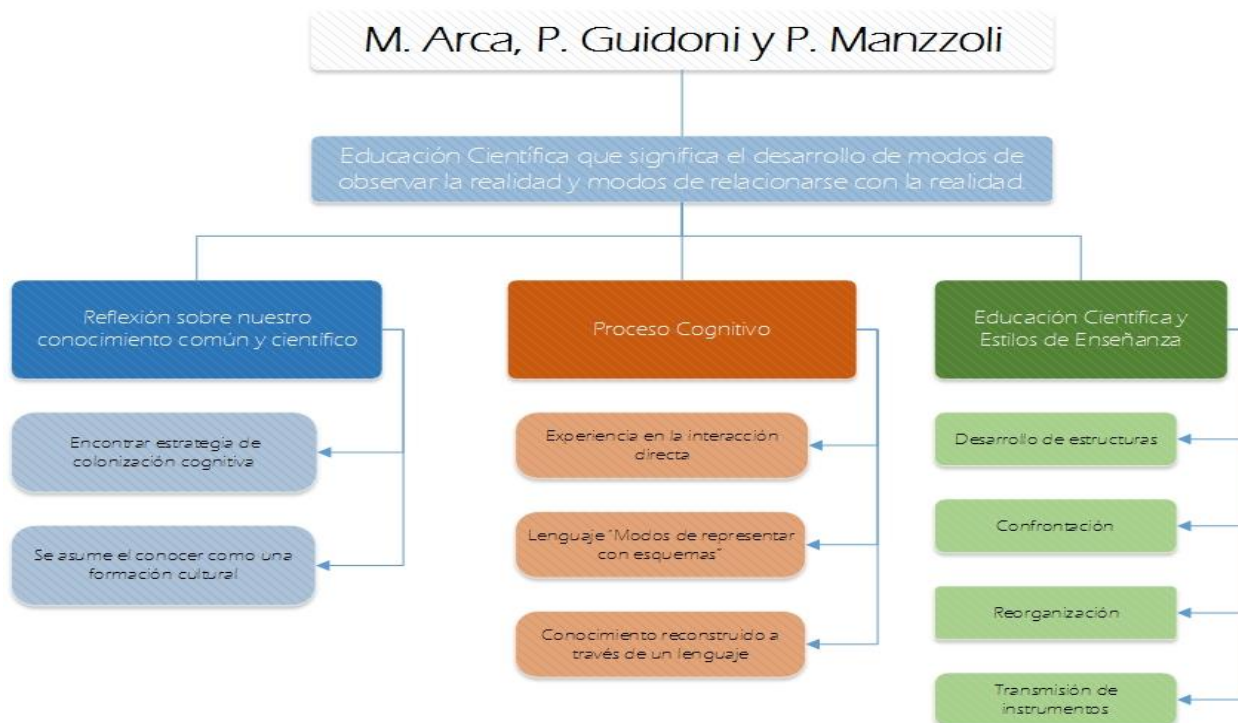 M. Arca, P. Guidoni y P. Manzzoli
Educación Científica que significa el desarrollo de modos de
observar la realidad y modos de relacionarse con la realidad.
Reflexión sobre nuestro
conocimiento común y científico
Encontrar estrategia de
colonización cognitiva
Se asume el conocer como una
formación cultural
Proceso Cognitivo
Experiencia en la interacción
directa
Lenguaje "Modos de representar
con esquemas"
Conocimiento reconstruido a
través de un lenguaje
Educación Científica y
Estilos de Enseñanza
Desarrollo de estructuras
Confrontación
Reorganización
Transmisión de
instrumentos